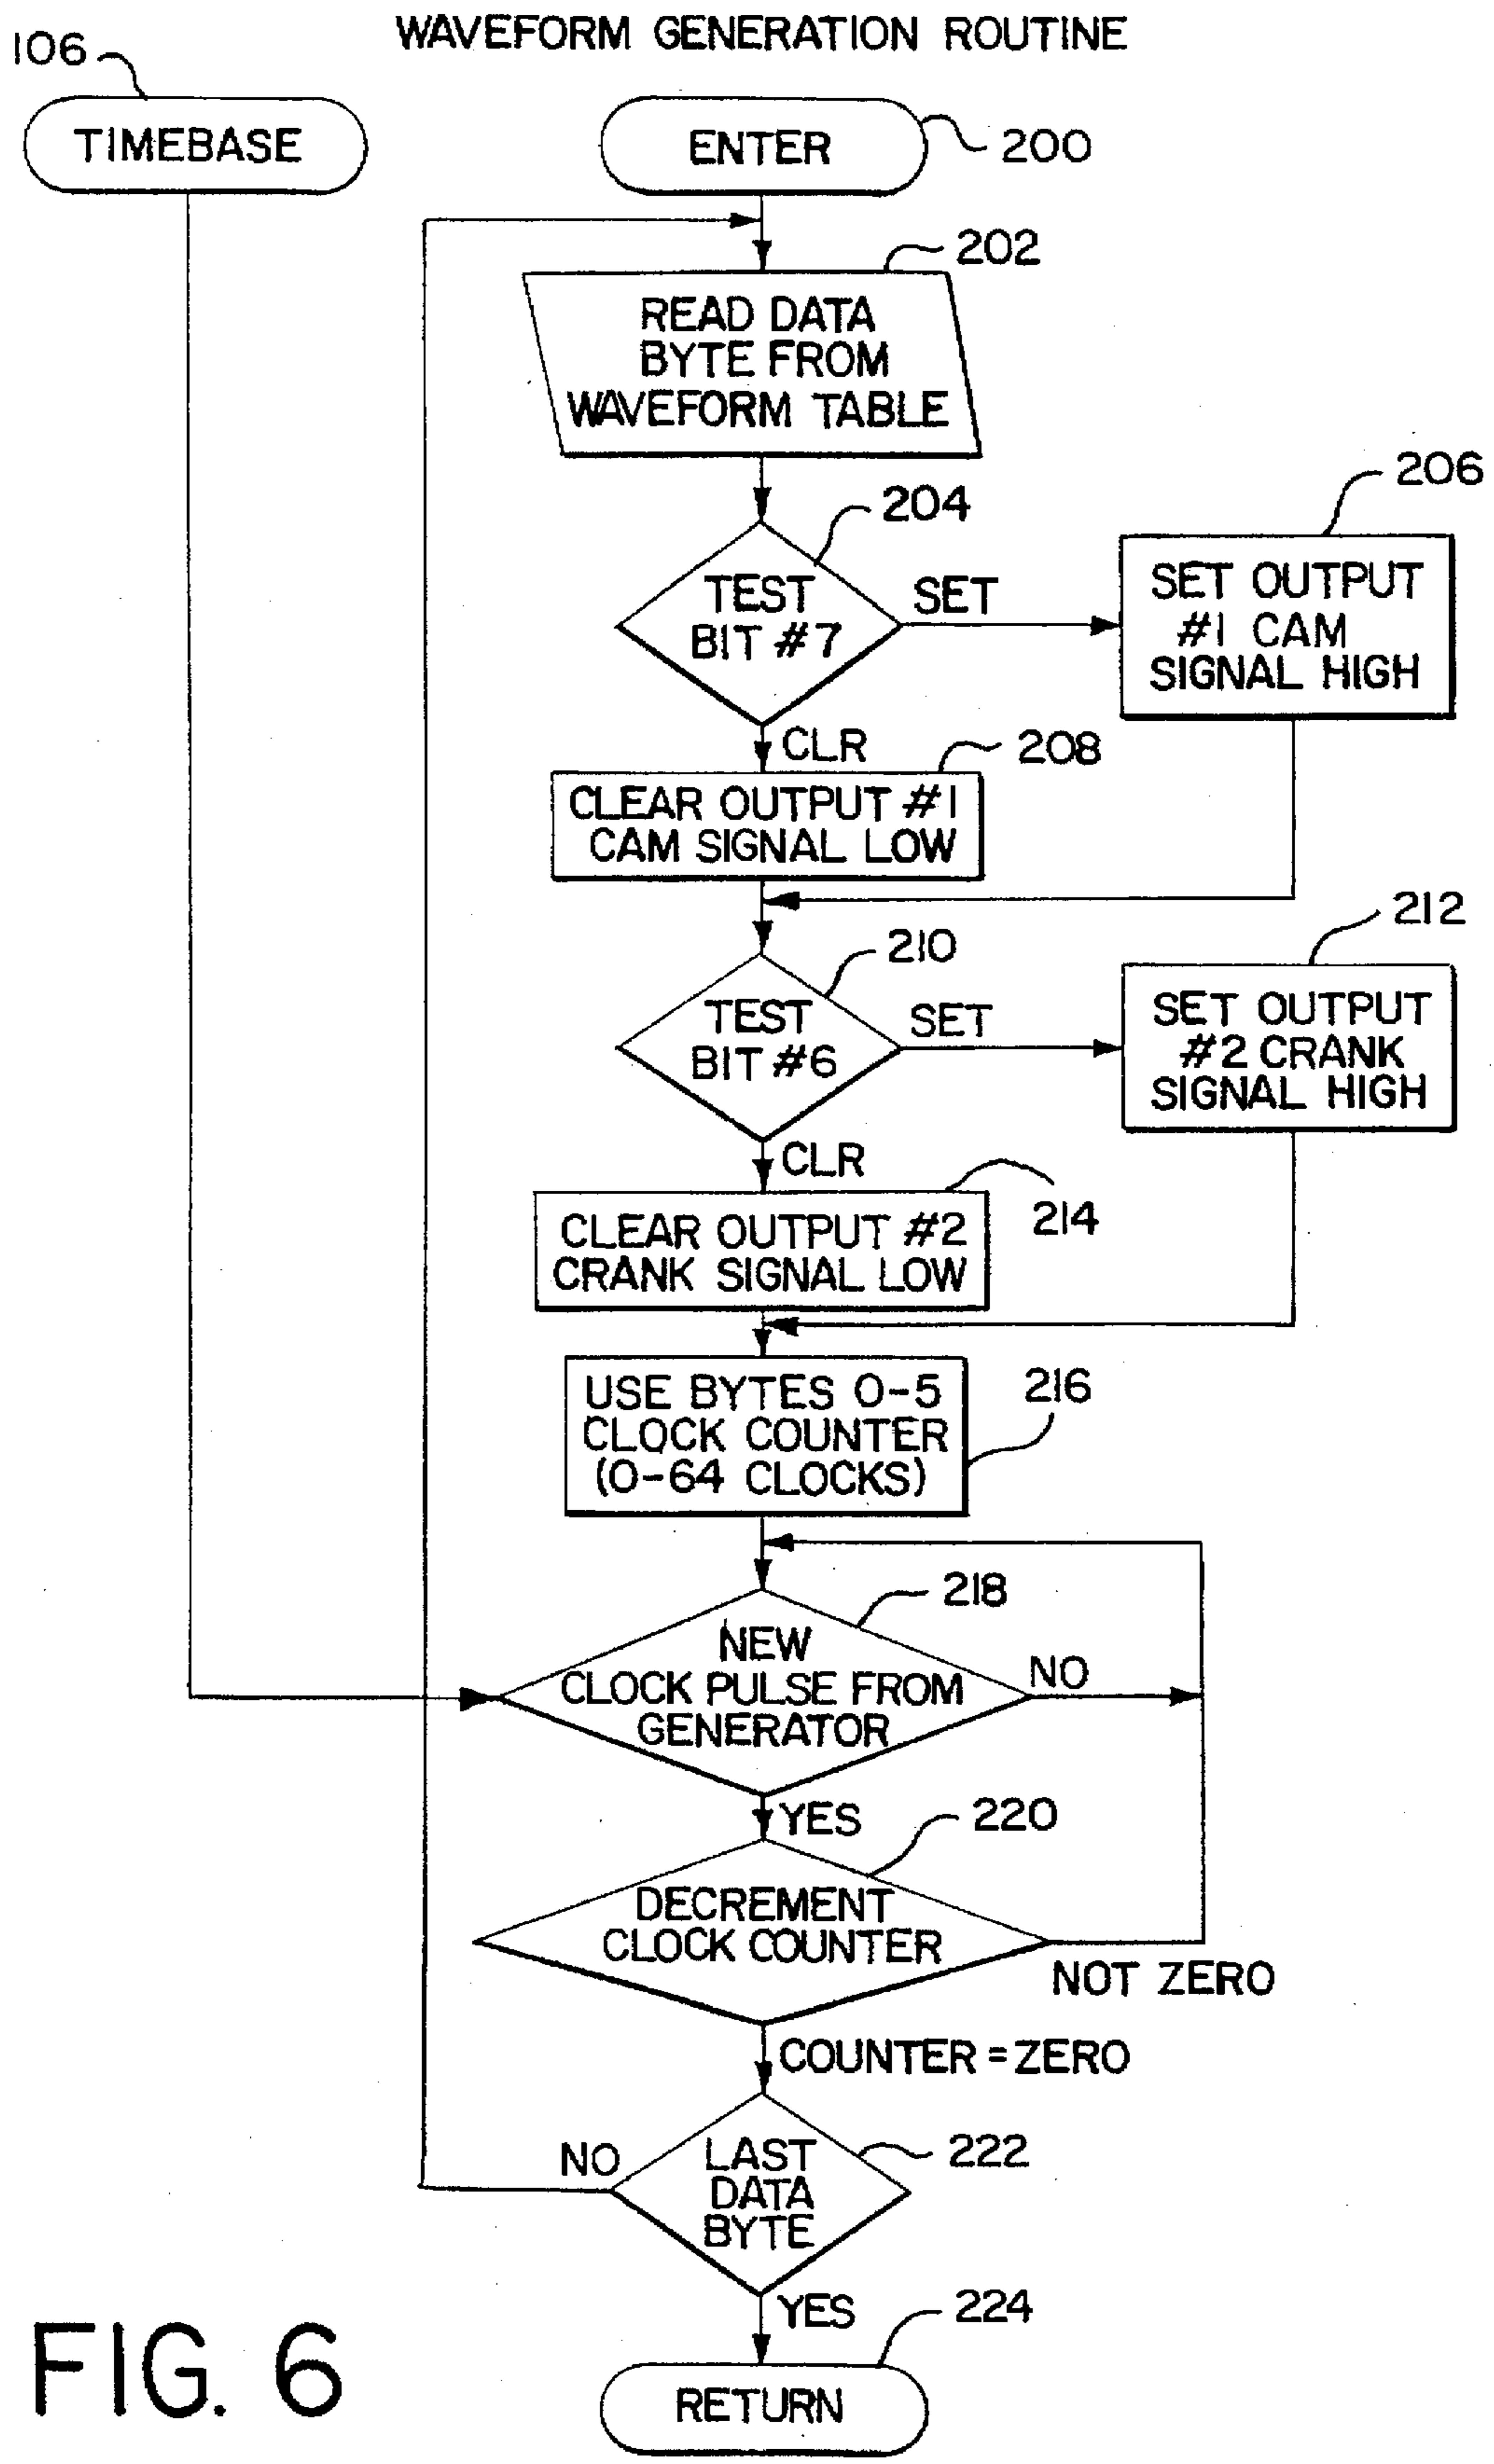 WAVEFORM GENERATION ROUTINE
106
TIMEBASE
ENTER
200
202
READ DATA
BYTE FROM
WAVEFORM TABLE
204
206
TEST
BIT #7
SET
SET OUTPUT
#1 CAM
SIGNAL HIGH
CLR
208
CLEAR OUTPUT #1
CAM SIGNAL LOW
210
212
TEST
BIT #6
SET
SET OUTPUT
#2 CRANK
SIGNAL HIGH
CLR
214
CLEAR OUTPUT #2
CRANK SIGNAL LOW
216
USE BYTES 0-5
CLOCK COUNTER
(0-64 CLOCKS)
218
NEW
CLOCK PULSE FROM
GENERATOR
NO
YES
220
DECREMENT
CLOCK COUNTER
NOT ZERO
COUNTER = ZERO
NO
LAST
DATA
BYTE
222
YES
224
RETURN
FIG. 6